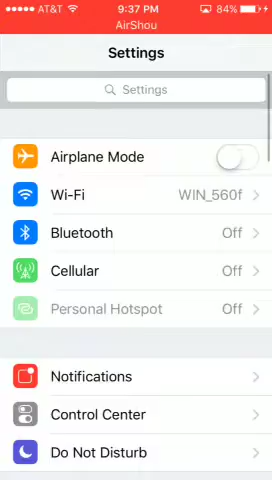 AT&T 9:37 PM 84%
AirShou
Settings
Settings
Airplane Mode
Wi-Fi WIN_560f
Bluetooth Off
Cellular Off
Personal Hotspot Off
Notifications
Control Center
Do Not Disturb